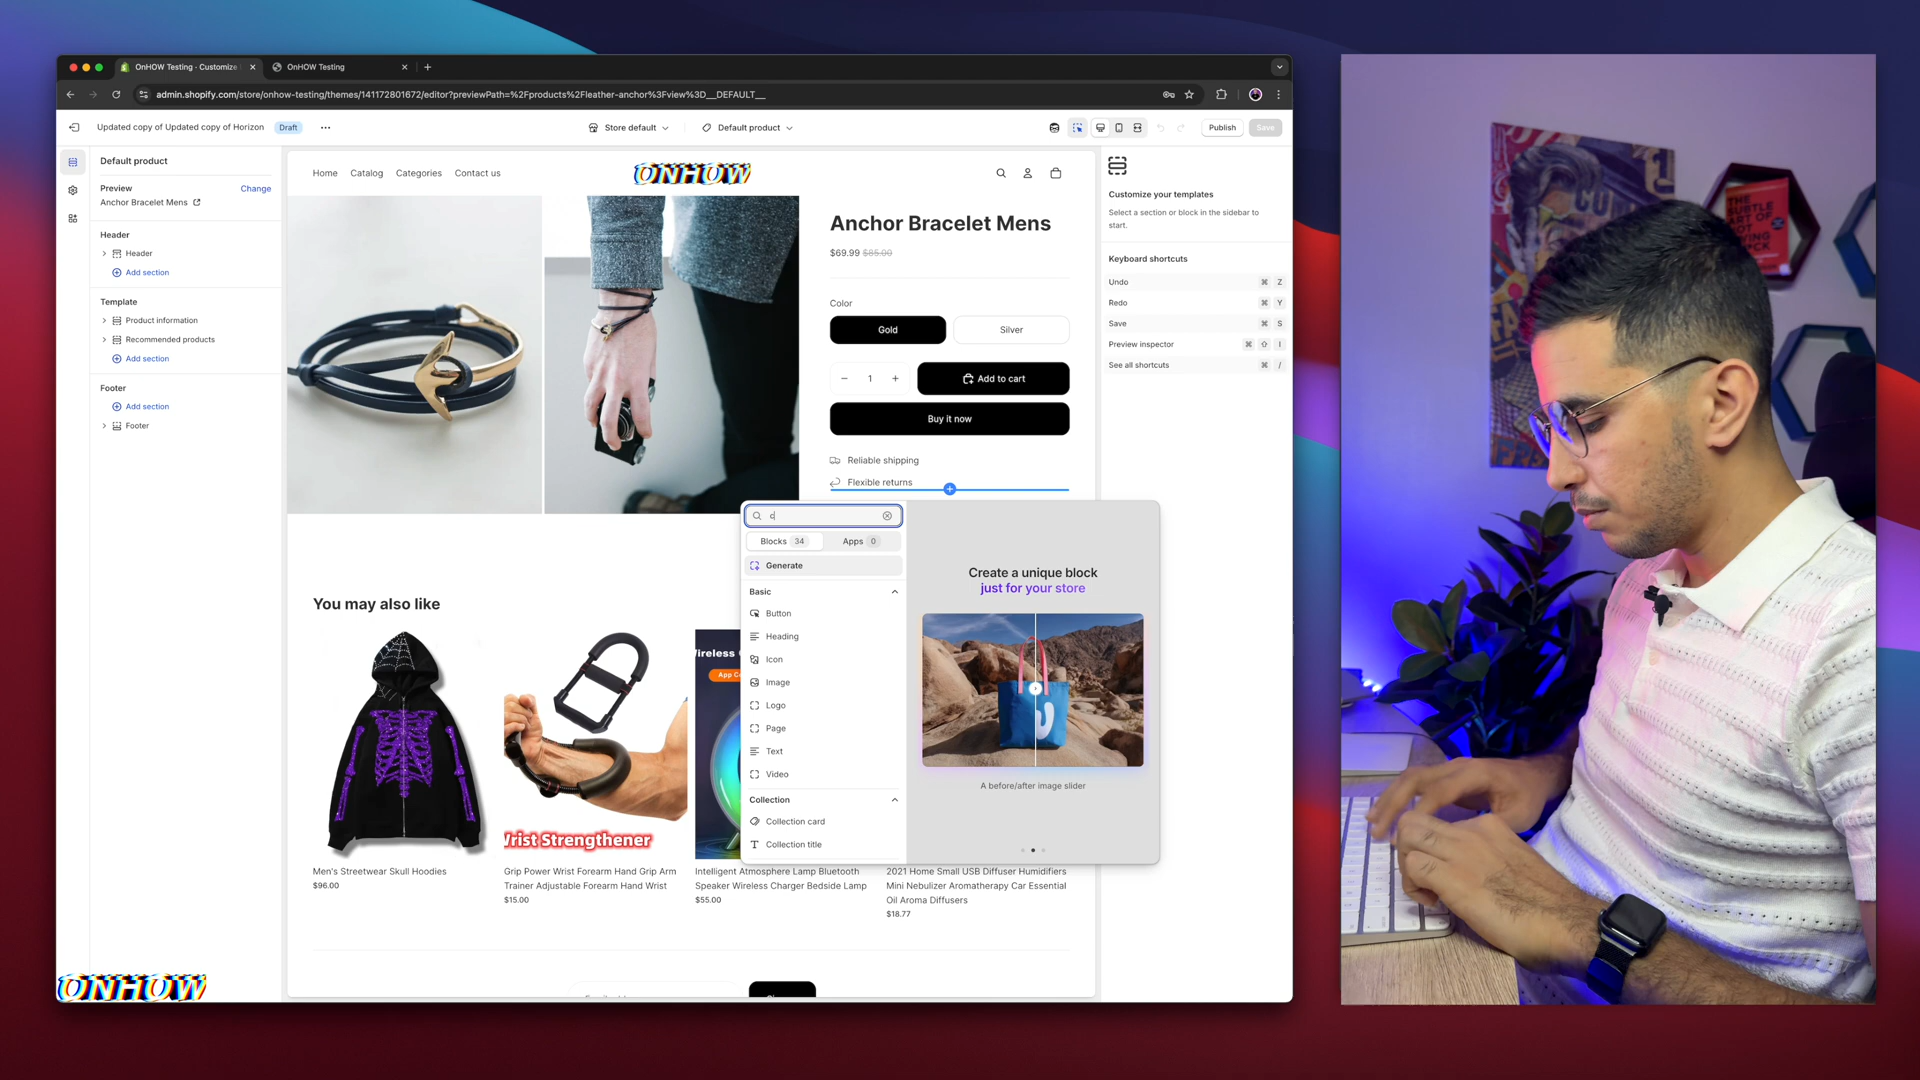 OnHOW Testing - Customize
OnHOW Testing
admin.shopify.com/store/onhow-testing/themes/141172801672/editor?previewPath=%2Fproducts%2Fleather-anchor%3Fview%3D__DEFAULT__
Updated copy of Updated copy of Horizon
Draft
Store default
Default product
Publish
Save
Default product
Preview
Change
Anchor Bracelet Mens
Header
Header
Add section
Template
Product information
Recommended products
Add section
Footer
Add section
Footer
Home
Catalog
Categories
Contact us
ONHOW
Anchor Bracelet Mens
$69.99 $85.00
Color
Gold
Silver
1
Add to cart
Buy it now
Reliable shipping
Flexible returns
c
Blocks 34
Apps 0
Generate
Basic
Button
Heading
Icon
Image
Logo
Page
Text
Video
Collection
Collection card
Collection title
Create a unique block
just for your store
A before/after image slider
You may also like
Wrist Strengthener
Men's Streetwear Skull Hoodies
$96.00
Grip Power Wrist Forearm Hand Grip Arm
Trainer Adjustable Forearm Hand Wrist
$15.00
Intelligent Atmosphere Lamp Bluetooth
Speaker Wireless Charger Bedside Lamp
$55.00
2021 Home Small USB Diffuser Humidifiers
Mini Nebulizer Aromatherapy Car Essential
Oil Aroma Diffusers
$18.77
Customize your templates
Select a section or block in the sidebar to
start.
Keyboard shortcuts
Undo ⌘ Z
Redo ⌘ Y
Save ⌘ S
Preview inspector ⌘ ⇧ I
See all shortcuts ⌘ /
ONHOW
THE
SUBTLE
ART OF